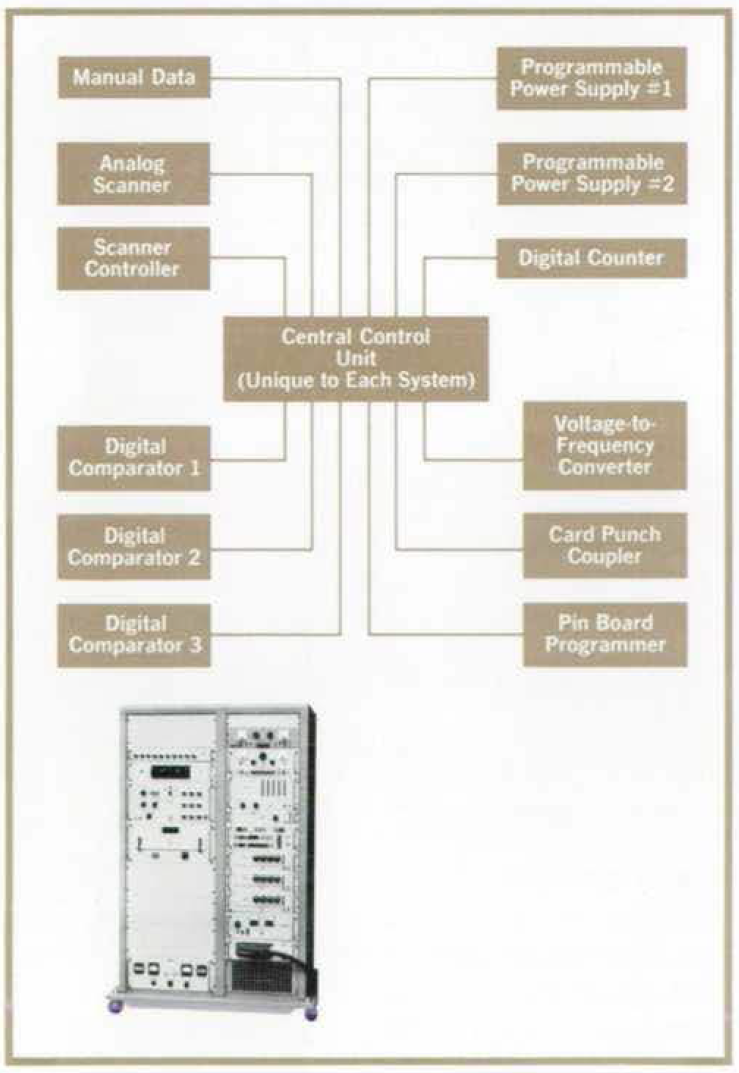 Manual Data
Programmable
Power Supply #1
Analog
Scanner
Programmable
Power Supply #2
Scanner
Controller
Digital Counter
Central Control
Unit
(Unique to Each System)
Digital
Comparator 1
Voltage-to-
Frequency
Converter
Digital
Comparator 2
Card Punch
Coupler
Digital
Comparator 3
Pin Board
Programmer